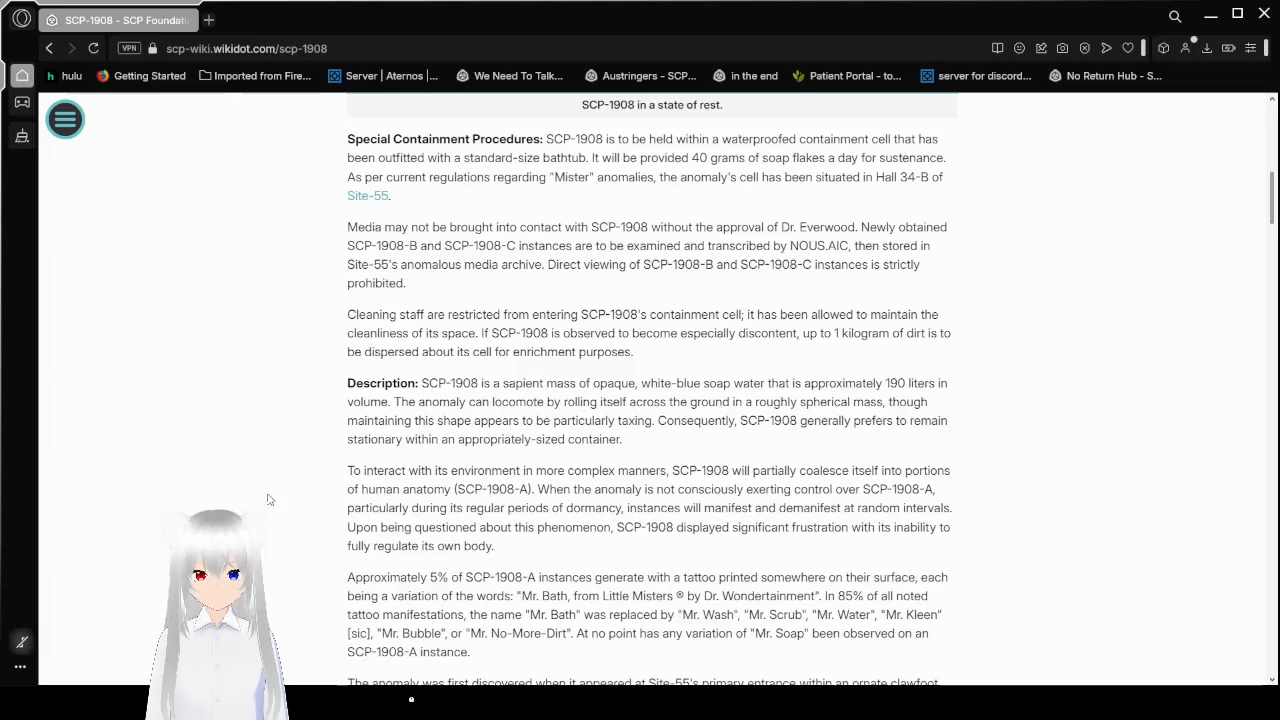 SCP-1908 - SCP Foundati
VPN
scp-wiki.wikidot.com/scp-1908
hulu
Getting Started
Imported from Fire...
Server | Aternos |...
We Need To Talk...
Austringers - SCP...
in the end
Patient Portal - to...
server for discord...
No Return Hub - S...
SCP-1908 in a state of rest.
Special Containment Procedures: SCP-1908 is to be held within a waterproofed containment cell that has
been outfitted with a standard-size bathtub. It will be provided 40 grams of soap flakes a day for sustenance.
As per current regulations regarding "Mister" anomalies, the anomaly's cell has been situated in Hall 34-B of
Site-55.
Media may not be brought into contact with SCP-1908 without the approval of Dr. Everwood. Newly obtained
SCP-1908-B and SCP-1908-C instances are to be examined and transcribed by NOUS.AIC, then stored in
Site-55's anomalous media archive. Direct viewing of SCP-1908-B and SCP-1908-C instances is strictly
prohibited.
Cleaning staff are restricted from entering SCP-1908's containment cell; it has been allowed to maintain the
cleanliness of its space. If SCP-1908 is observed to become especially discontent, up to 1 kilogram of dirt is to
be dispersed about its cell for enrichment purposes.
Description: SCP-1908 is a sapient mass of opaque, white-blue soap water that is approximately 190 liters in
volume. The anomaly can locomote by rolling itself across the ground in a roughly spherical mass, though
maintaining this shape appears to be particularly taxing. Consequently, SCP-1908 generally prefers to remain
stationary within an appropriately-sized container.
To interact with its environment in more complex manners, SCP-1908 will partially coalesce itself into portions
of human anatomy (SCP-1908-A). When the anomaly is not consciously exerting control over SCP-1908-A,
particularly during its regular periods of dormancy, instances will manifest and demanifest at random intervals.
Upon being questioned about this phenomenon, SCP-1908 displayed significant frustration with its inability to
fully regulate its own body.
Approximately 5% of SCP-1908-A instances generate with a tattoo printed somewhere on their surface, each
being a variation of the words: "Mr. Bath, from Little Misters ® by Dr. Wondertainment". In 85% of all noted
tattoo manifestations, the name "Mr. Bath" was replaced by "Mr. Wash", "Mr. Scrub", "Mr. Water", "Mr. Kleen"
[sic], "Mr. Bubble", or "Mr. No-More-Dirt". At no point has any variation of "Mr. Soap" been observed on an
SCP-1908-A instance.
The anomaly was first discovered when it appeared at Site-55's primary entrance within an ornate clawfoot